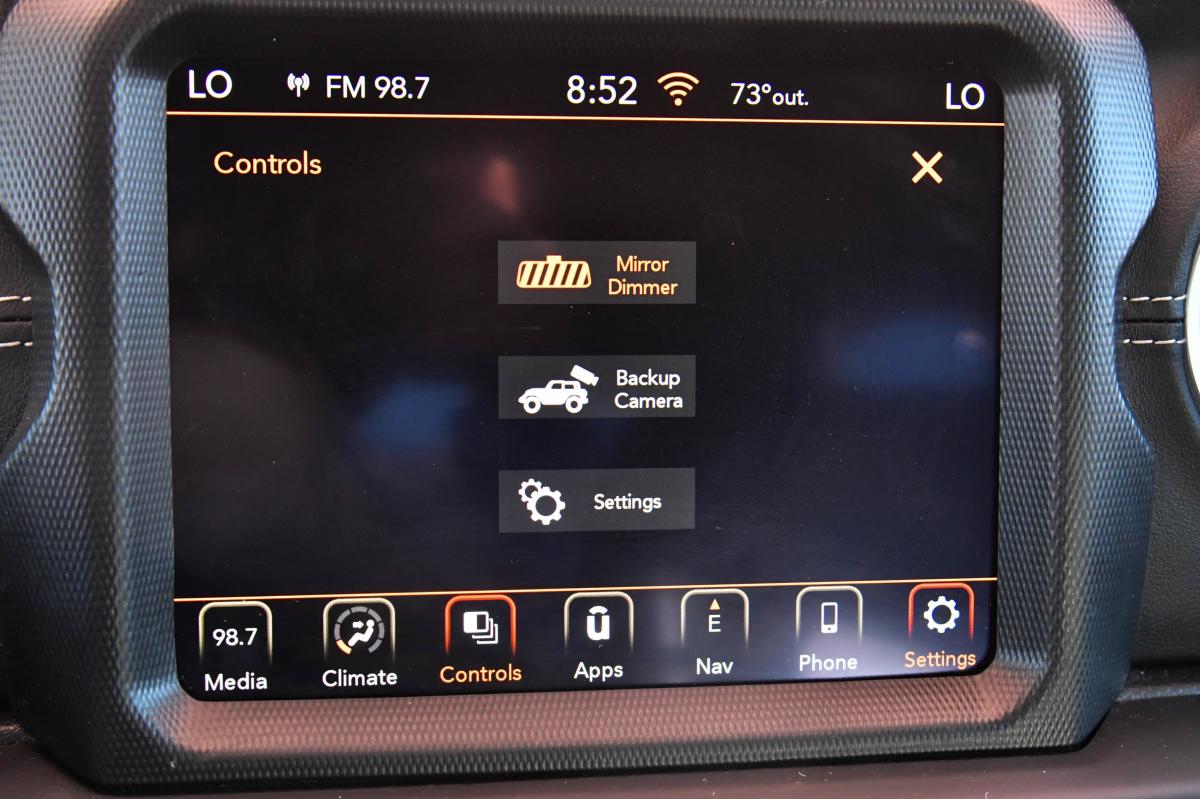 LO FM 98.7 8:52 73°out. LO
Controls
Mirror
Dimmer
Backup
Camera
Settings
98.7 E
Media Climate Controls Apps Nav Phone Settings